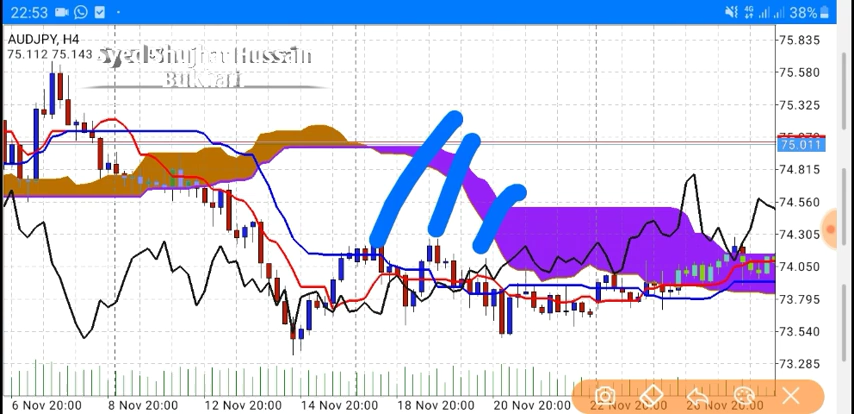 22:53 4G 38%
AUDJPY, H4
75.112 75.143
Syed Shujhat Hussain
Bukhari
75.835
75.580
75.325
75.011
74.815
74.560
74.305
74.050
73.795
73.540
73.285
6 Nov 20:00 8 Nov 20:00 12 Nov 20:00 14 Nov 20:00 18 Nov 20:00 20 Nov 20:00 22 Nov 20:00 26 Nov 20:00